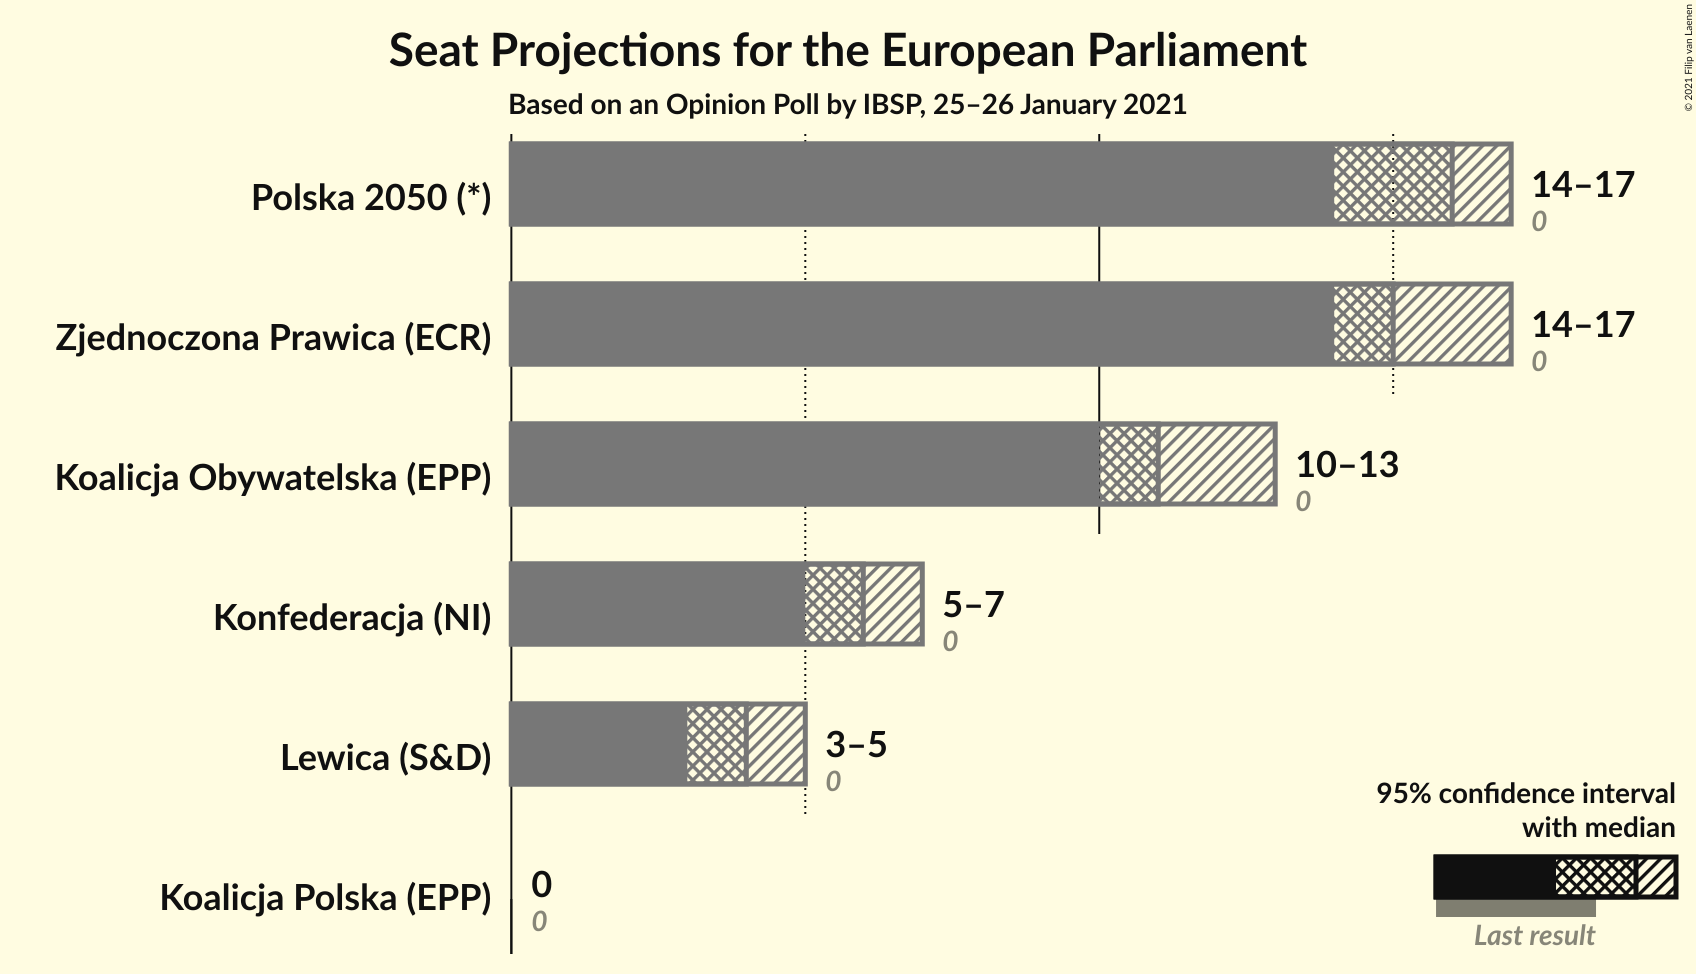 Seat Projections for the European Parliament
Based on an Opinion Poll by IBSP, 25–26 January 2021
© 2021 Filip van Laenen
Polska 2050 (*)
14–17
0
Zjednoczona Prawica (ECR)
14–17
0
Koalicja Obywatelska (EPP)
10–13
0
Konfederacja (NI)
5–7
0
Lewica (S&D)
3–5
0
Koalicja Polska (EPP)
0
0
95% confidence interval
with median
Last result